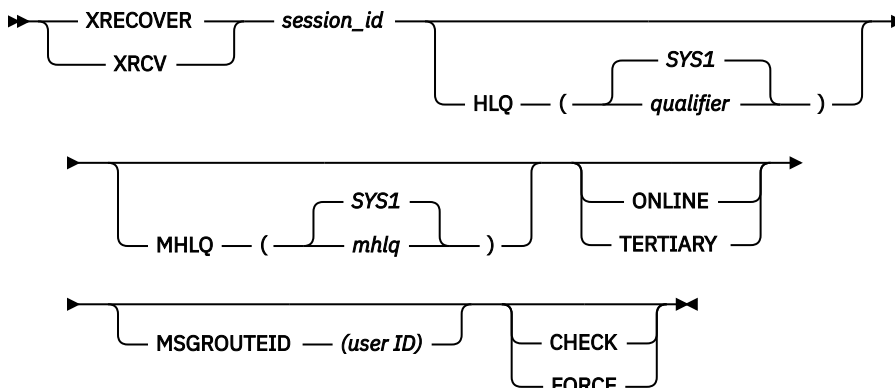 XRECOVER session_id
XRCV
SYS1
HLQ ( qualifier )
ONLINE
SYS1
MHLQ ( mhlq )
TERTIARY
MSGROUTEID (user ID)
CHECK
FORCE